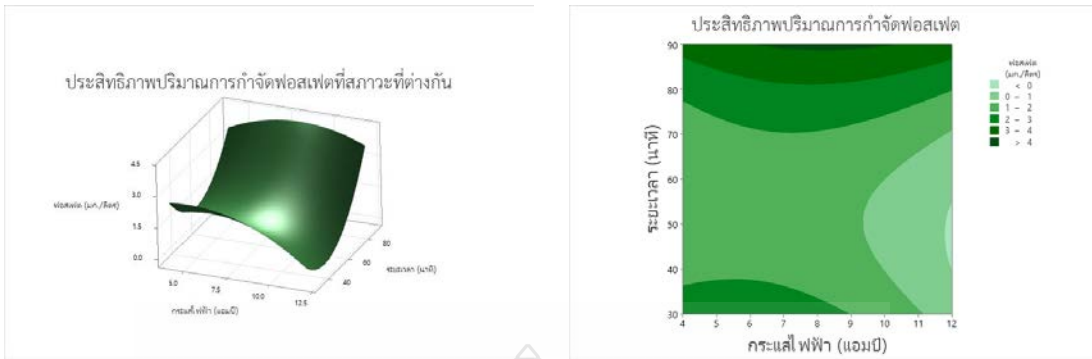 ประสิทธิภาพปริมาณการกำจัดฟอสเฟตที่สภาวะที่ต่างกัน
4.5
3.0
ฟอสเฟต (มก./ลิตร)
1.5
0.0
5.0
7.5
10.0
12.5
กระแสไฟฟ้า (แอมป์)
40
60
80
ระยะเวลา (นาที)
ประสิทธิภาพปริมาณการกำจัดฟอสเฟต
90
80
70
60
50
40
30
ระยะเวลา (นาที)
4 5 6 7 8 9 10 11 12
กระแสไฟฟ้า (แอมป์)
ฟอสเฟต
(มก./ลิตร)
< 0
0 – 1
1 – 2
2 – 3
3 – 4
> 4